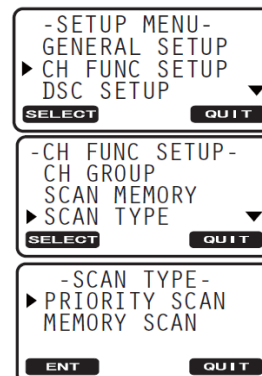 -SETUP MENU-
GENERAL SETUP
▶ CH FUNC SETUP
DSC SETUP ▼
SELECT QUIT
-CH FUNC SETUP-
CH GROUP
SCAN MEMORY
▶ SCAN TYPE ▼
SELECT QUIT
-SCAN TYPE-
▶ PRIORITY SCAN
MEMORY SCAN
ENT QUIT